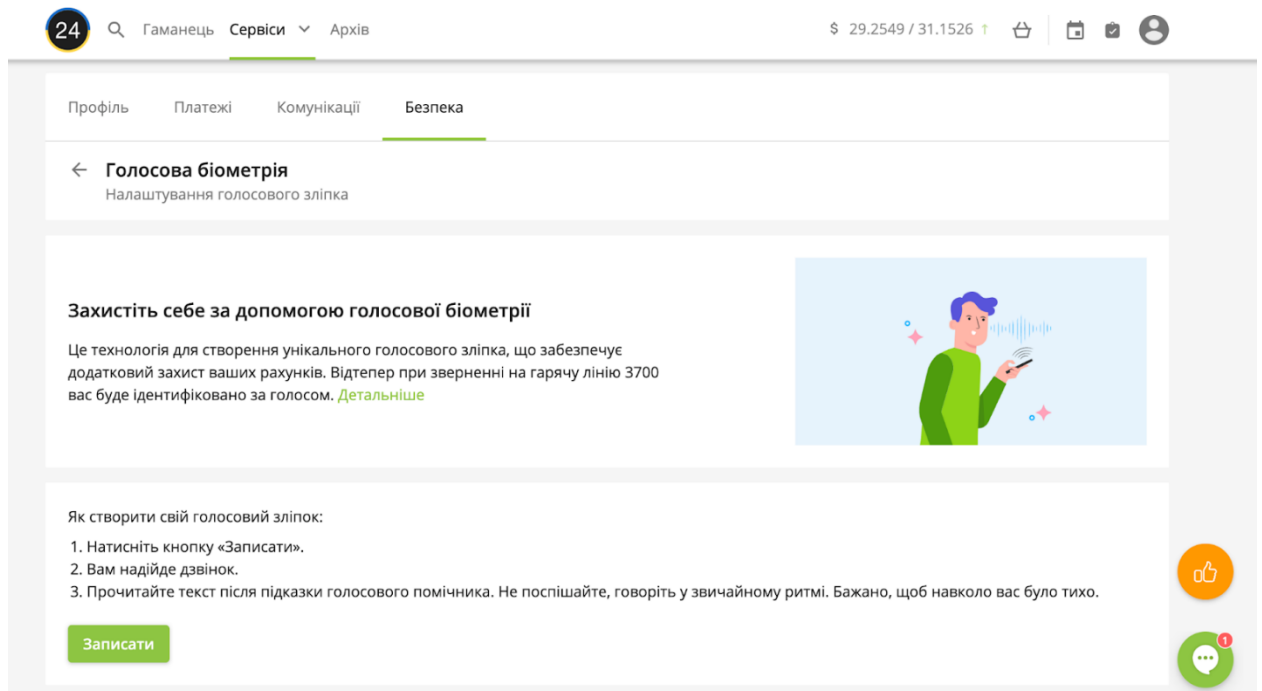 24 Гаманець Сервіси Архів $ 29.2549 / 31.1526 ↑
Профіль Платежі Комунікації Безпека
← Голосова біометрія
Налаштування голосового зліпка
Захистіть себе за допомогою голосової біометрії
Це технологія для створення унікального голосового зліпка, що забезпечує
додатковий захист ваших рахунків. Відтепер при зверненні на гарячу лінію 3700
вас буде ідентифіковано за голосом. Детальніше
Як створити свій голосовий зліпок:
1. Натисніть кнопку «Записати».
2. Вам надійде дзвінок.
3. Прочитайте текст після підказки голосового помічника. Не поспішайте, говоріть у звичайному ритмі. Бажано, щоб навколо вас було тихо.
Записати
1